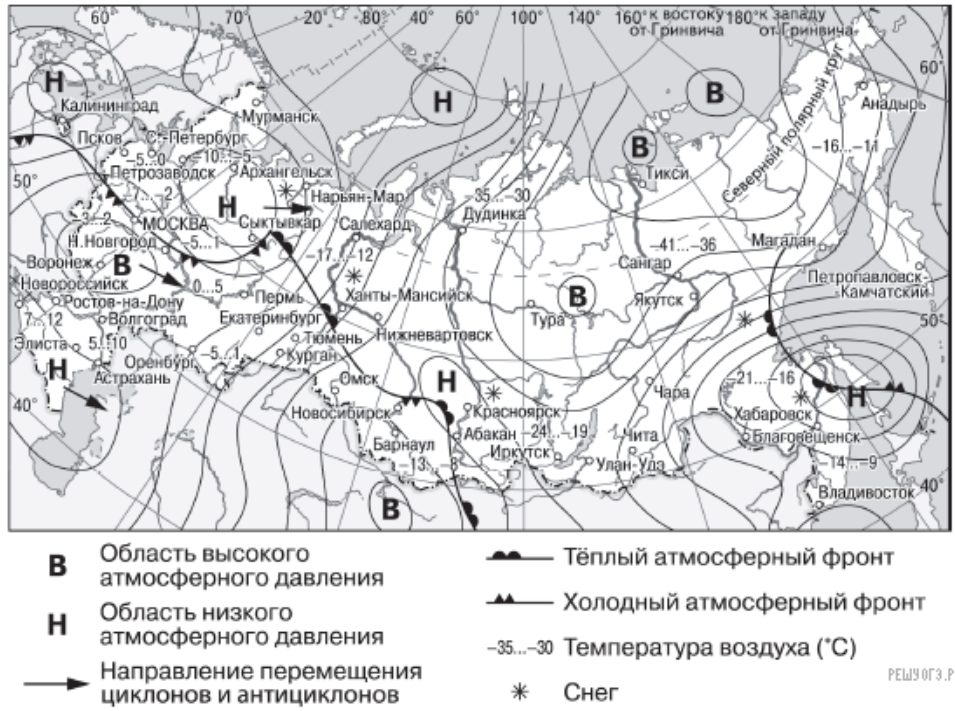 60° 70° 20° 80° 40° 60° 100° 140° 160° к востоку от Гринвича 180° к западу от Гринвича
60°
Н
Калининград
Н
В
Северный полярный круг
Анадырь
Мурманск
Псков
С.-Петербург
-5...0
-10...-5
Петрозаводск
Архангельск
В
Тикси
-16...-11
50°
Нарьян-Мар
-35...-30
Н
Сыктывкар
Салехард
Дудинка
МОСКВА
Н.Новгород
-5...1
-17...-12
-41...-36
Магадан
Воронеж
В
Сангар
Новороссийск
0...5
Ханты-Мансийск
В
Якутск
Петропавловск-
Камчатский
Ростов-на-Дону
Пермь
Волгоград
Екатеринбург
Тура
50°
7...12
Нижневартовск
Элиста
5...10
Тюмень
Оренбург
-5...1
Курган
Н
Астрахань
Омск
Н
Чара
-21...-16
Н
40°
Новосибирск
Красноярск
Хабаровск
Барнаул
Абакан
-24...-19
Чита
Благовещенск
Иркутск
Улан-Удэ
-13...-8
-14...-9
40°
В
Владивосток
В
Область высокого
атмосферного давления
Н
Область низкого
атмосферного давления
Направление перемещения
циклонов и антициклонов
Тёплый атмосферный фронт
Холодный атмосферный фронт
-35...-30 Температура воздуха (°C)
Снег
РЕШУОГЭ.Р